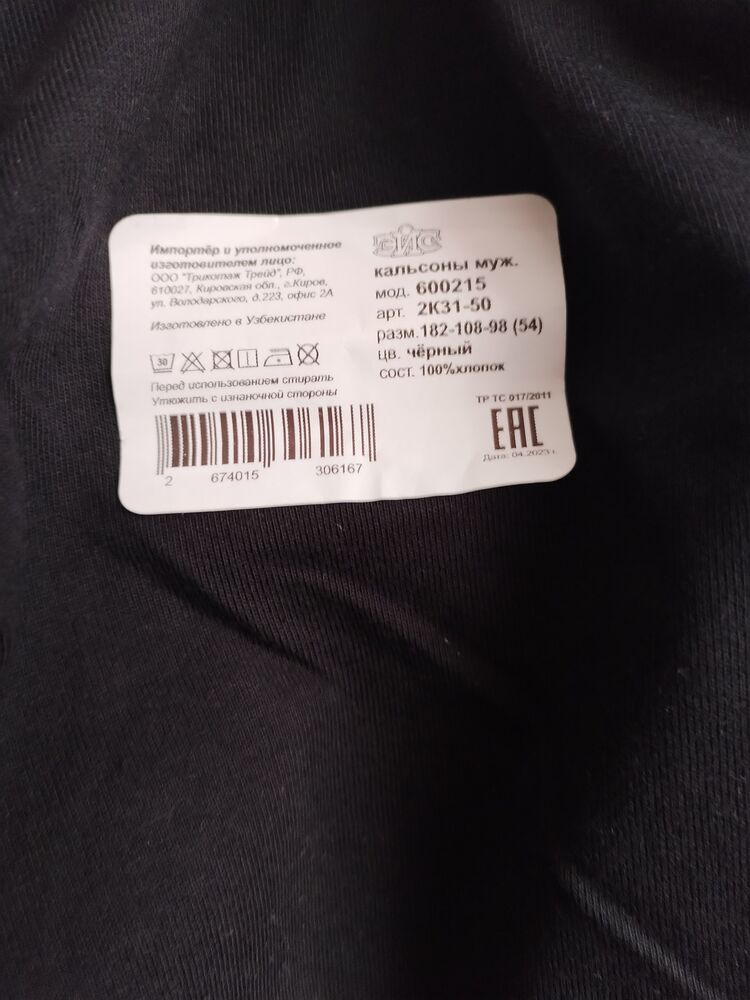 Импортёр и уполномоченное
изготовителем лицо:
ООО "Трикотаж Трейд", РФ,
610027, Кировская обл., г.Киров,
ул. Володарского, д.223, офис 2А
Изготовлено в Узбекистане
30
Перед использованием стирать
Утюжить с изнаночной стороны
2 674015 306167
кальсоны муж.
мод. 600215
арт. 2К31-50
разм.182-108-98 (54)
цв. чёрный
сост. 100%хлопок
ТР ТС 017/2011
ЕАС
Дата: 04.2023 г.